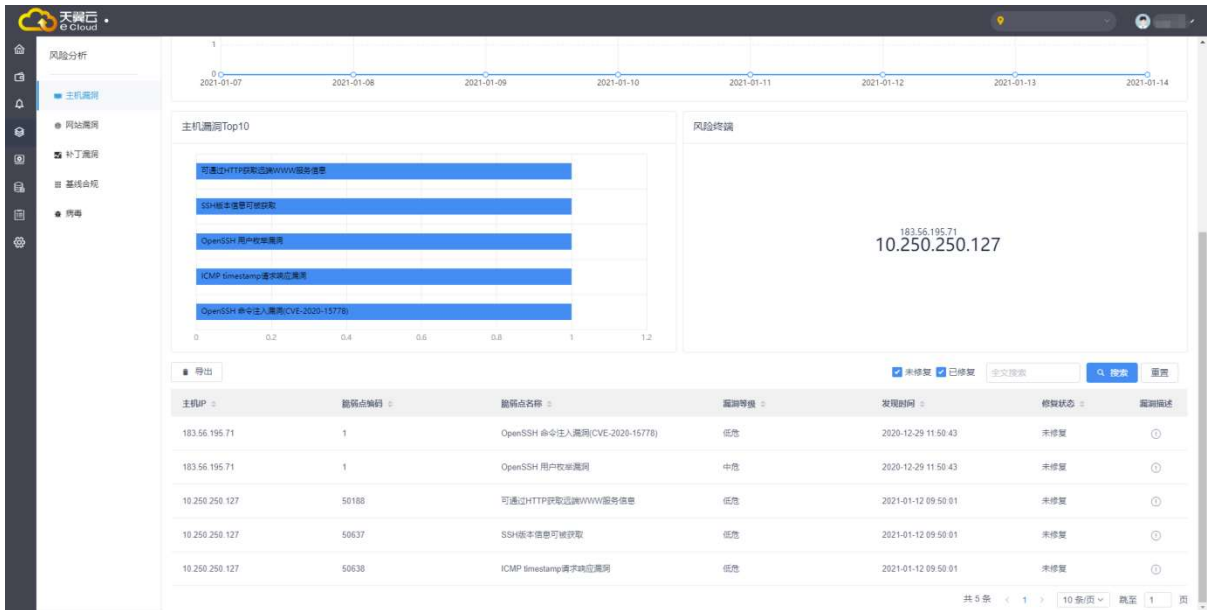 天翼云
e Cloud
风险分析
主机漏洞
网站漏洞
补丁漏洞
基线合规
病毒
1
0
2021-01-07 2021-01-08 2021-01-09 2021-01-10 2021-01-11 2021-01-12 2021-01-13 2021-01-14
主机漏洞Top10
可通过HTTP获取远端WWW服务信息
SSH版本信息可被获取
OpenSSH 用户枚举漏洞
ICMP timestamp请求响应漏洞
OpenSSH 命令注入漏洞(CVE-2020-15778)
0 0.2 0.4 0.6 0.8 1 1.2
风险终端
183.56.195.71
10.250.250.127
导出 未修复 已修复 全文搜索 搜索 重置
主机IP 脆弱点编码 脆弱点名称 漏洞等级 发现时间 修复状态 漏洞描述
183.56.195.71 1 OpenSSH 命令注入漏洞(CVE-2020-15778) 低危 2020-12-29 11:50:43 未修复
183.56.195.71 1 OpenSSH 用户枚举漏洞 中危 2020-12-29 11:50:43 未修复
10.250.250.127 50188 可通过HTTP获取远端WWW服务信息 低危 2021-01-12 09:50:01 未修复
10.250.250.127 50637 SSH版本信息可被获取 低危 2021-01-12 09:50:01 未修复
10.250.250.127 50638 ICMP timestamp请求响应漏洞 低危 2021-01-12 09:50:01 未修复
共 5 条 < 1 > 10 条/页 跳至 1 页